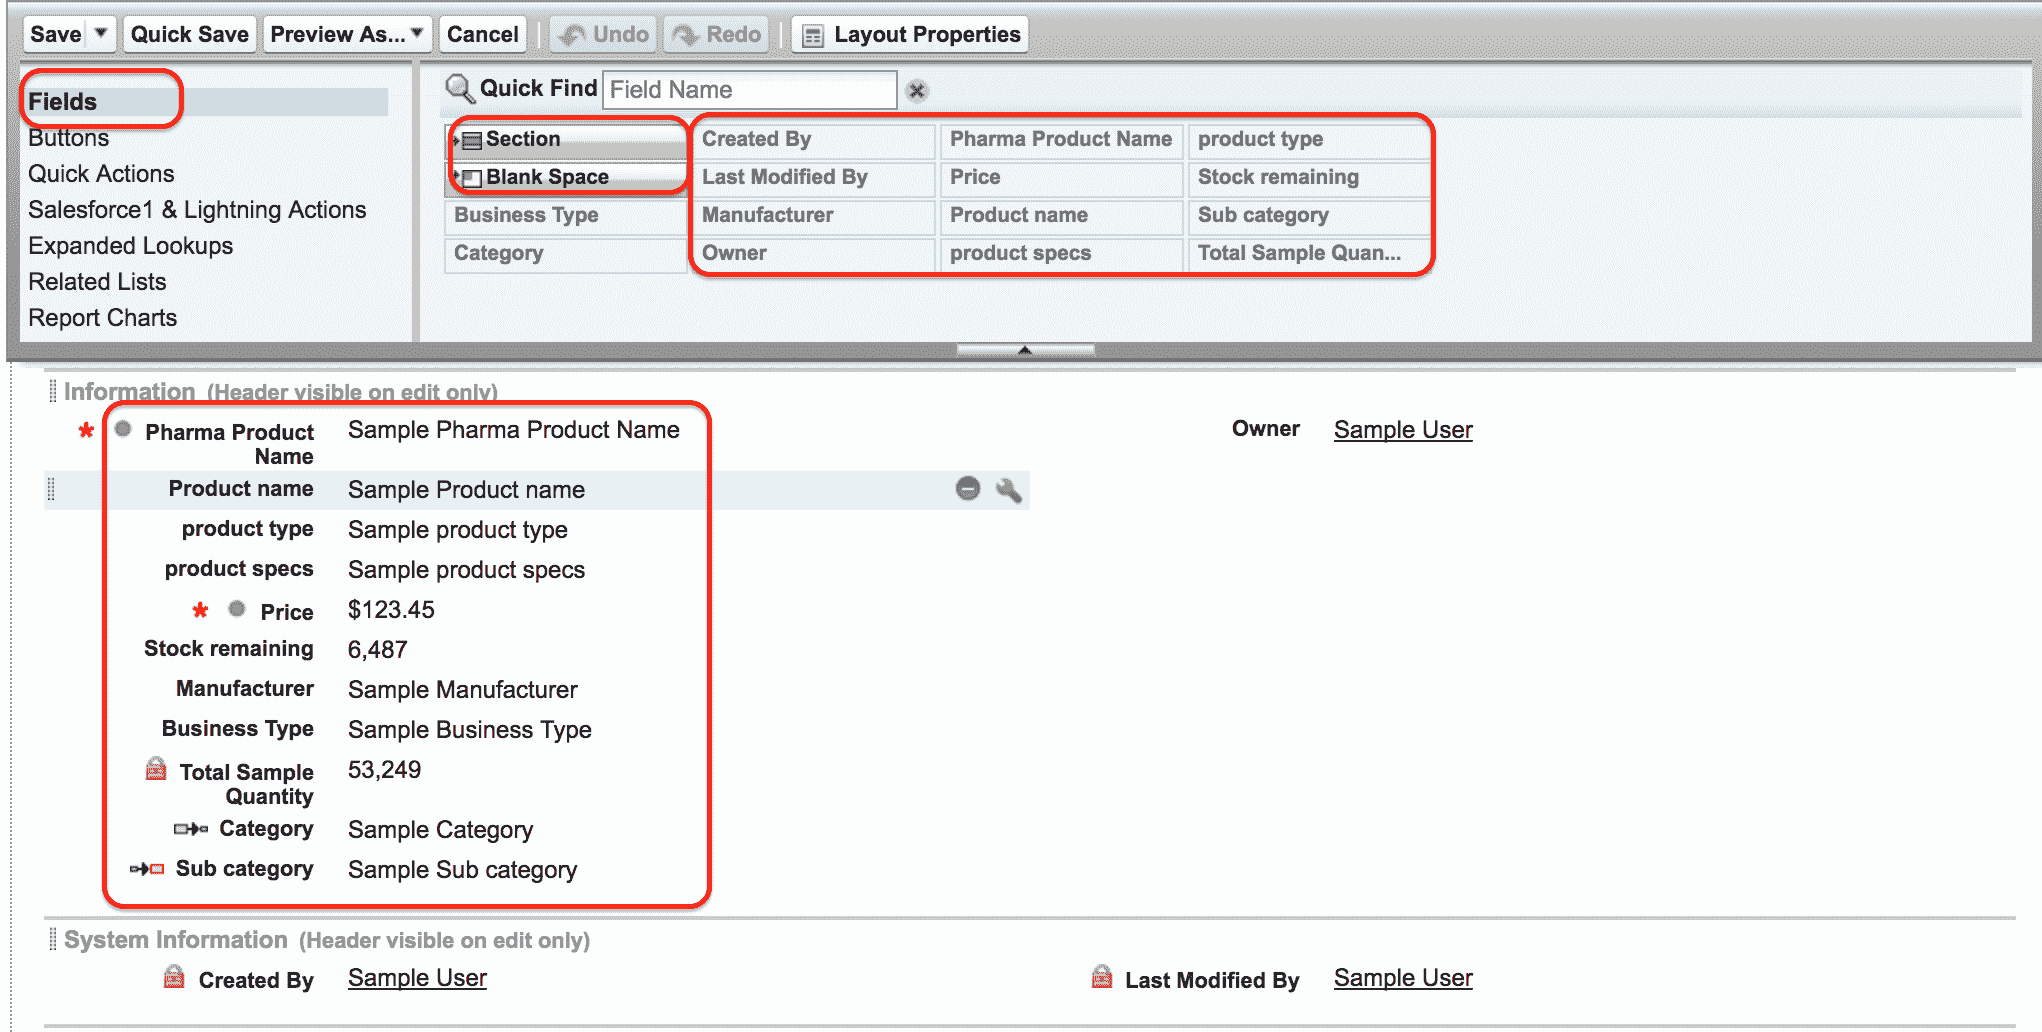 Save Quick Save Preview As... Cancel Undo Redo Layout Properties
Fields
Buttons
Quick Actions
Salesforce1 & Lightning Actions
Expanded Lookups
Related Lists
Report Charts
Quick Find Field Name
Section Created By Pharma Product Name product type
Blank Space Last Modified By Price Stock remaining
Business Type Manufacturer Product name Sub category
Category Owner product specs Total Sample Quan...
Information (Header visible on edit only)
* Pharma Product Name Sample Pharma Product Name Owner Sample User
Product name Sample Product name
product type Sample product type
product specs Sample product specs
* Price $123.45
Stock remaining 6,487
Manufacturer Sample Manufacturer
Business Type Sample Business Type
Total Sample Quantity 53,249
Category Sample Category
Sub category Sample Sub category
System Information (Header visible on edit only)
Created By Sample User Last Modified By Sample User